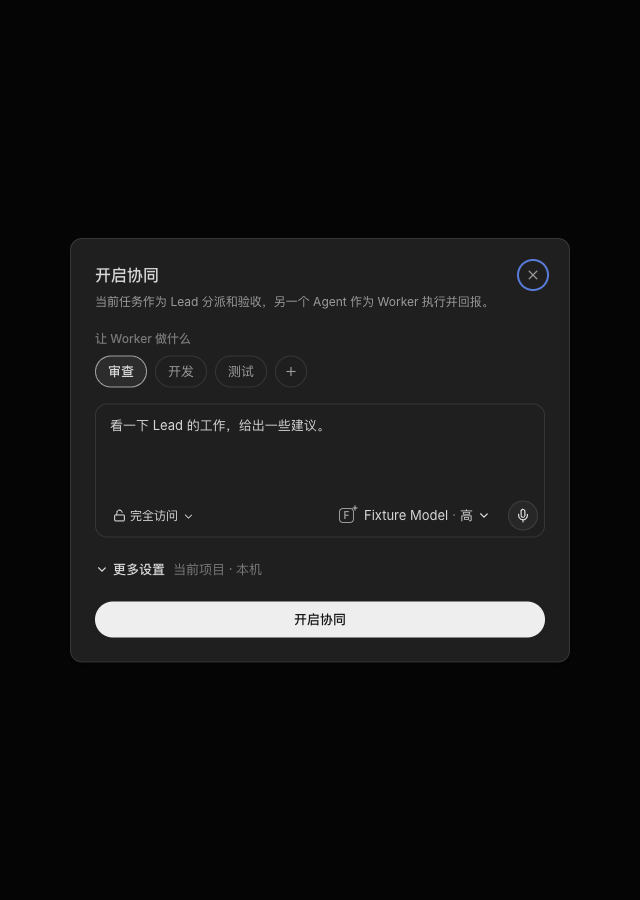 开启协同
当前任务作为 Lead 分派和验收，另一个 Agent 作为 Worker 执行并回报。
让 Worker 做什么
审查 开发 测试 +
看一下 Lead 的工作，给出一些建议。
完全访问 F Fixture Model · 高
更多设置 当前项目 · 本机
开启协同